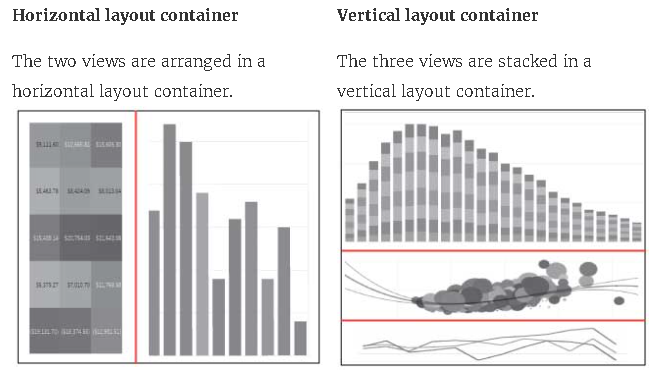 Horizontal layout container
The two views are arranged in a
horizontal layout container.
Vertical layout container
The three views are stacked in a
vertical layout container.